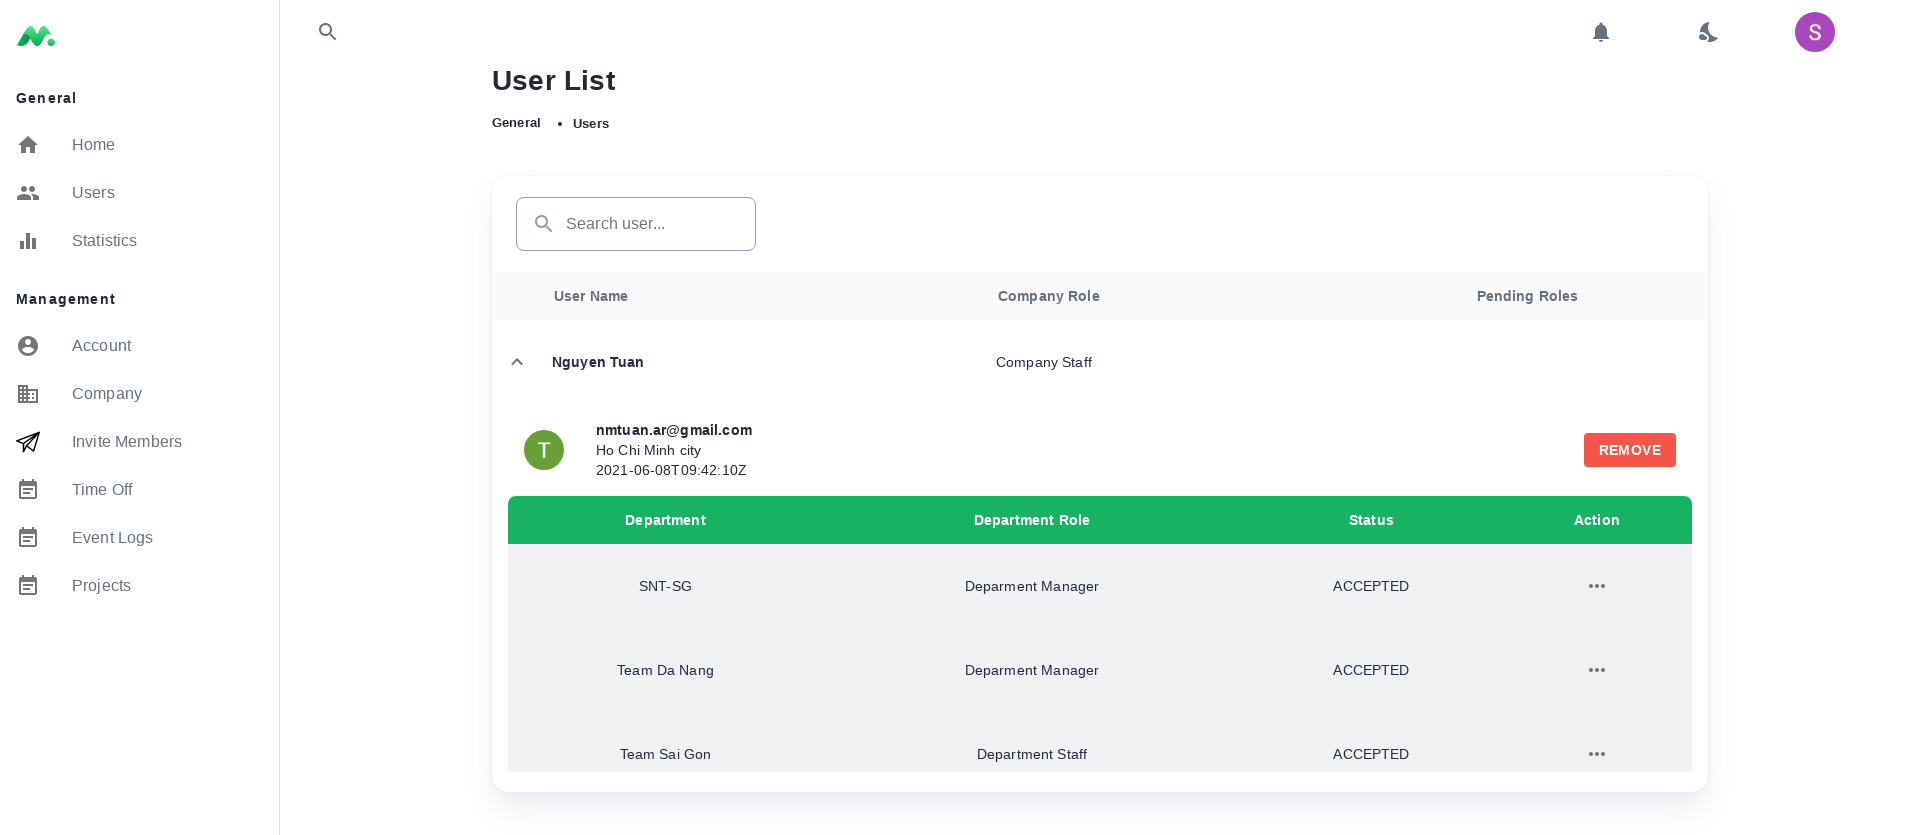 S
General
Home
Users
Statistics
Management
Account
Company
Invite Members
Time Off
Event Logs
Projects
User List
General • Users
Search user...
User Name Company Role Pending Roles
Nguyen Tuan Company Staff
T
nmtuan.ar@gmail.com
Ho Chi Minh city
2021-06-08T09:42:10Z
REMOVE
Department Department Role Status Action
SNT-SG Deparment Manager ACCEPTED
Team Da Nang Deparment Manager ACCEPTED
Team Sai Gon Department Staff ACCEPTED